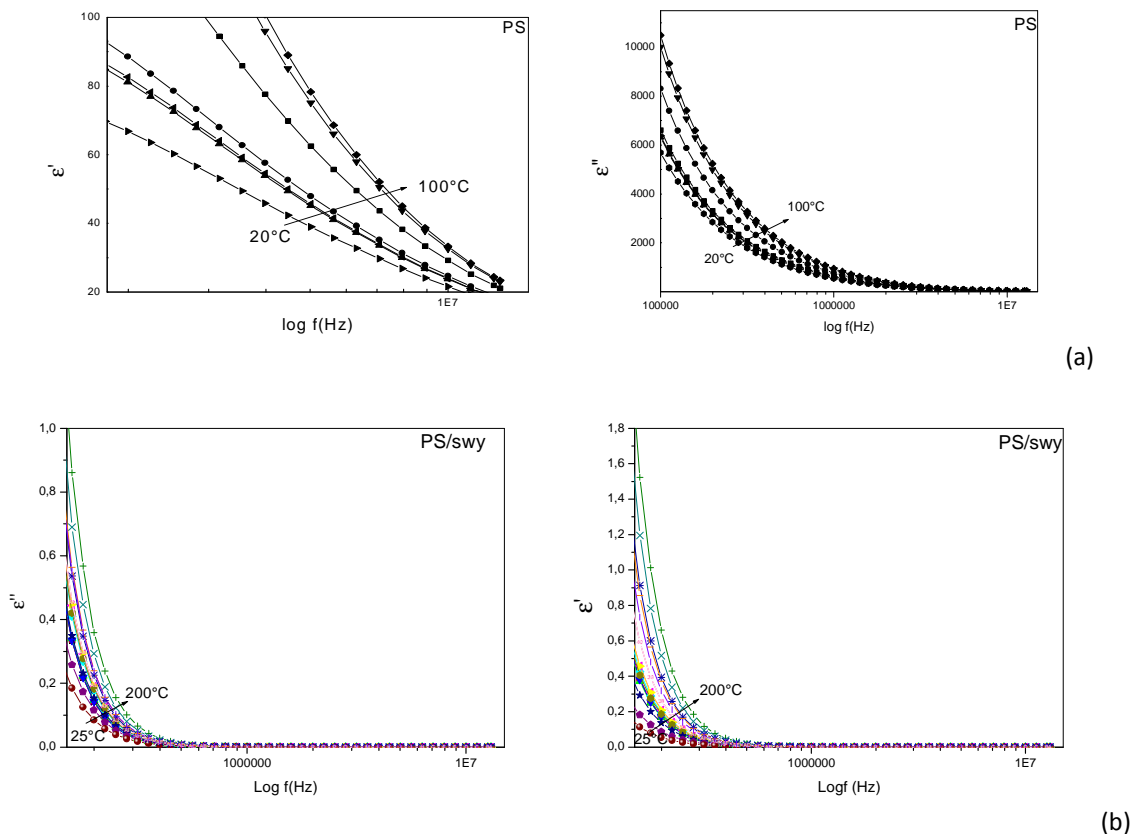 PS
100
80
60
40
20
ε'
100°C
20°C
1E7
log f(Hz)
PS
10000
8000
6000
4000
2000
ε"
100°C
20°C
100000
1000000
1E7
log f(Hz)
(a)
PS/swy
1,0
0,8
0,6
0,4
0,2
0,0
ε''
200°C
25°C
1000000
1E7
Log f(Hz)
PS/swy
1,8
1,6
1,4
1,2
1,0
0,8
0,6
0,4
0,2
0,0
ε'
200°C
1000000
1E7
Logf (Hz)
(b)